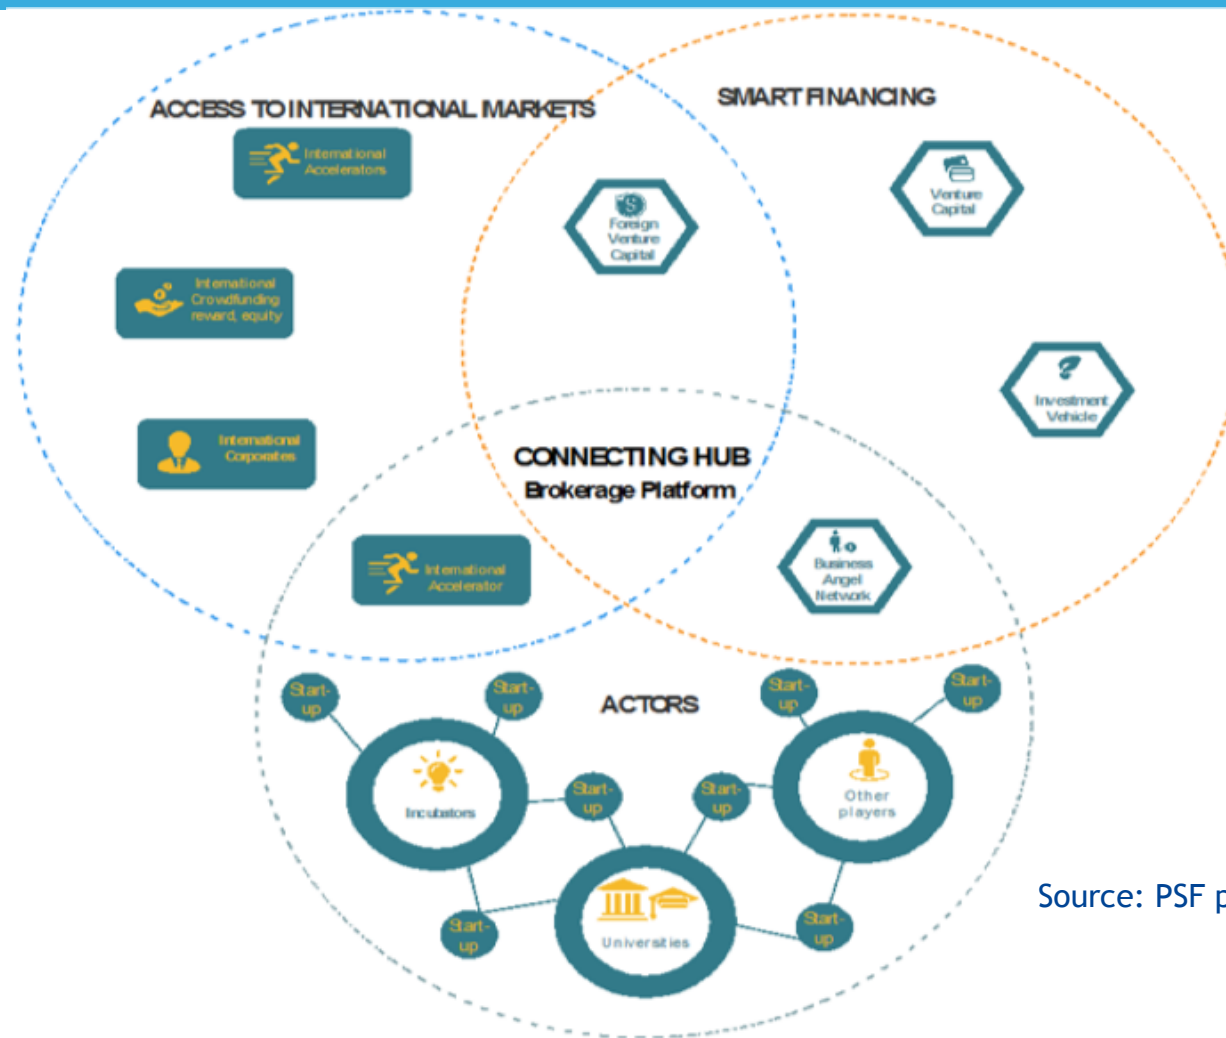 ACCESS TO INTERNATIONAL MARKETS
SMART FINANCING
International
Accelerators
Foreign
Venture
Capital
Venture
Capital
International
Crowdfunding
reward, equity
Investment
Vehicle
International
Corporates
CONNECTING HUB
Brokerage Platform
International
Accelerator
Business
Angel
Network
ACTORS
Start-
up
Start-
up
Start-
up
Start-
up
Incubators
Start-
up
Start-
up
Other
players
Universities
Start-
up
Start-
up
Source: PSF p